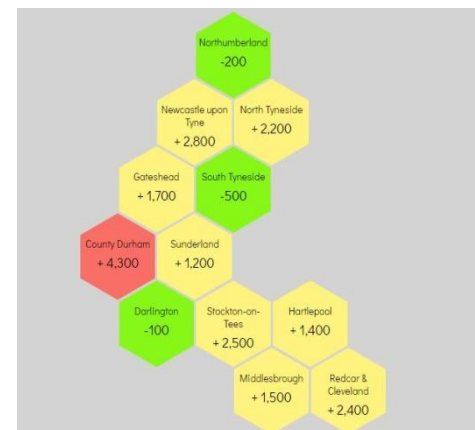 Northumberland
-200
Newcastle upon
Tyne
+ 2,800
North Tyneside
+ 2,200
Gateshead
+ 1,700
South Tyneside
-500
County Durham
+ 4,300
Sunderland
+ 1,200
Darlington
-100
Stockton-on-
Tees
+ 2,500
Hartlepool
+ 1,400
Middlesbrough
+ 1,500
Redcar &
Cleveland
+ 2,400